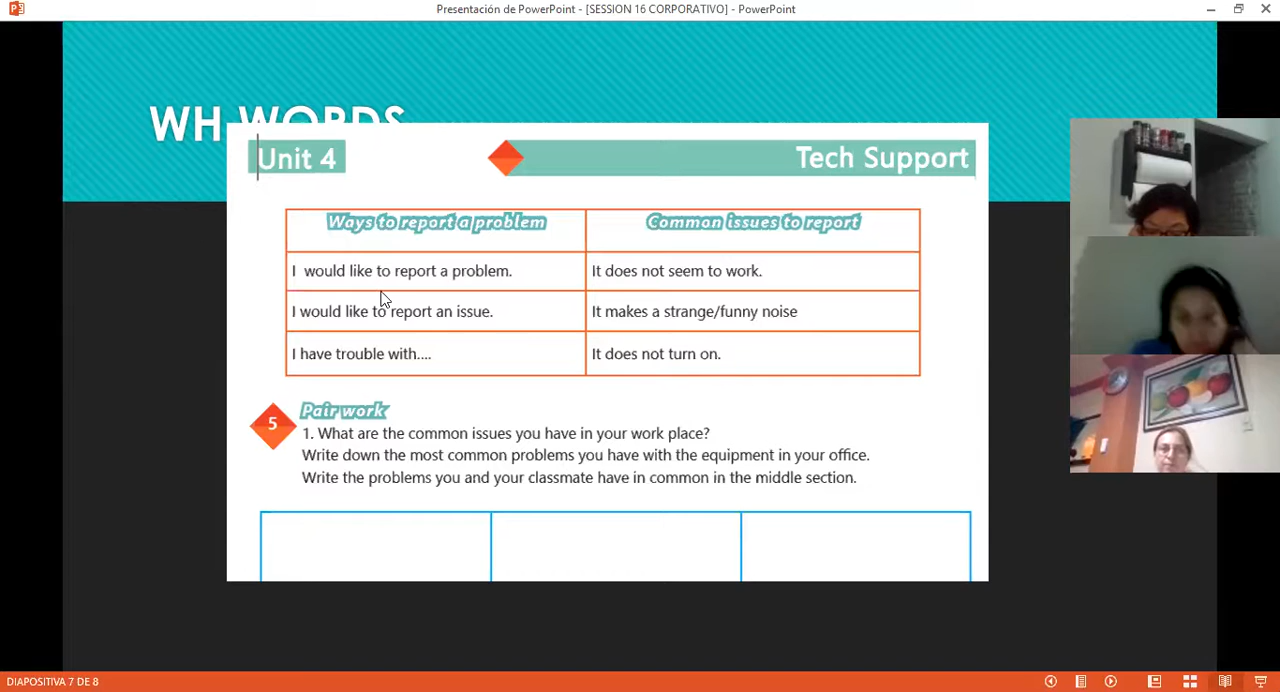 Presentación de PowerPoint - [SESSION 16 CORPORATIVO] - PowerPoint
WH WORDS
Unit 4
Tech Support
Ways to report a problem
Common issues to report
I would like to report a problem.
It does not seem to work.
I would like to report an issue.
It makes a strange/funny noise
I have trouble with....
It does not turn on.
5
Pair work
1. What are the common issues you have in your work place?
Write down the most common problems you have with the equipment in your office.
Write the problems you and your classmate have in common in the middle section.
DIAPOSITIVA 7 DE 8